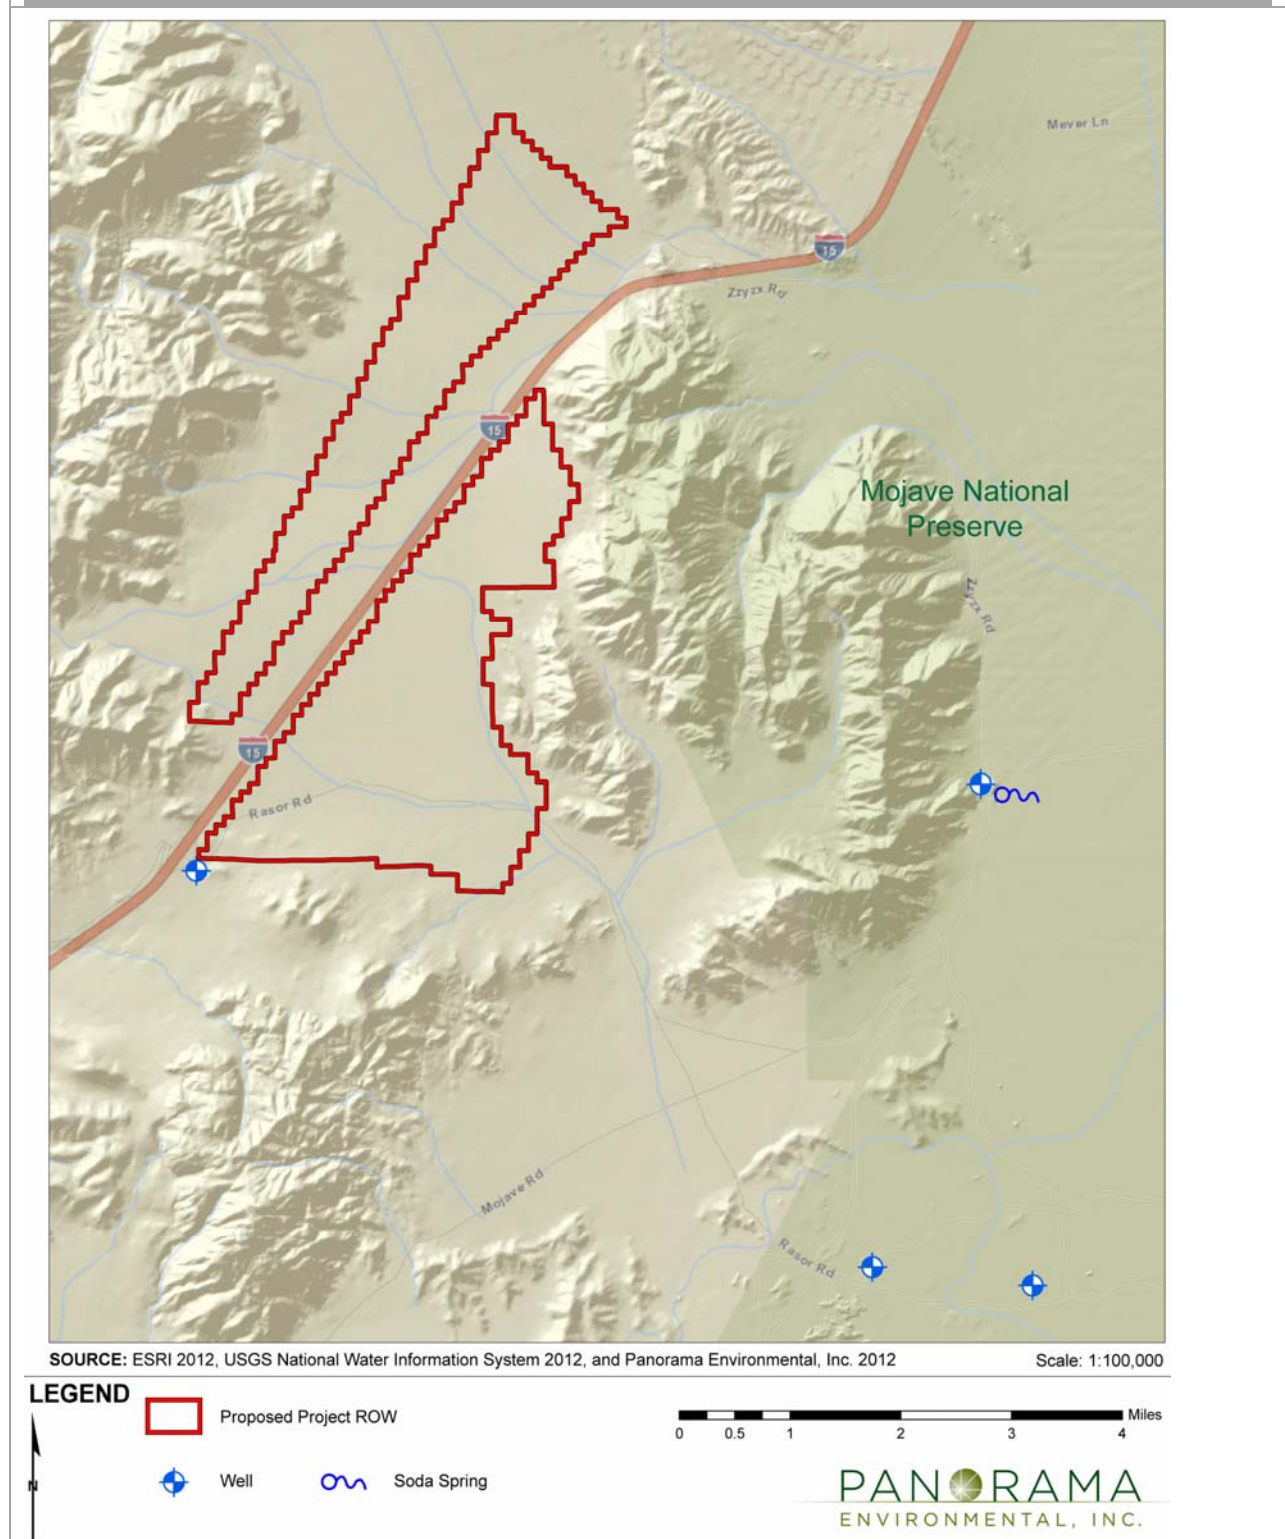 Mever Ln
15
Zzyzx Rd
15
Mojave National
Preserve
Zzyzx Rd
15
Rasor Rd
Mojave Rd
Rasor Rd
SOURCE: ESRI 2012, USGS National Water Information System 2012, and Panorama Environmental, Inc. 2012
Scale: 1:100,000
LEGEND
Proposed Project ROW
Miles
0 0.5 1 2 3 4
N
Well
Soda Spring
PANORAMA
ENVIRONMENTAL, INC.